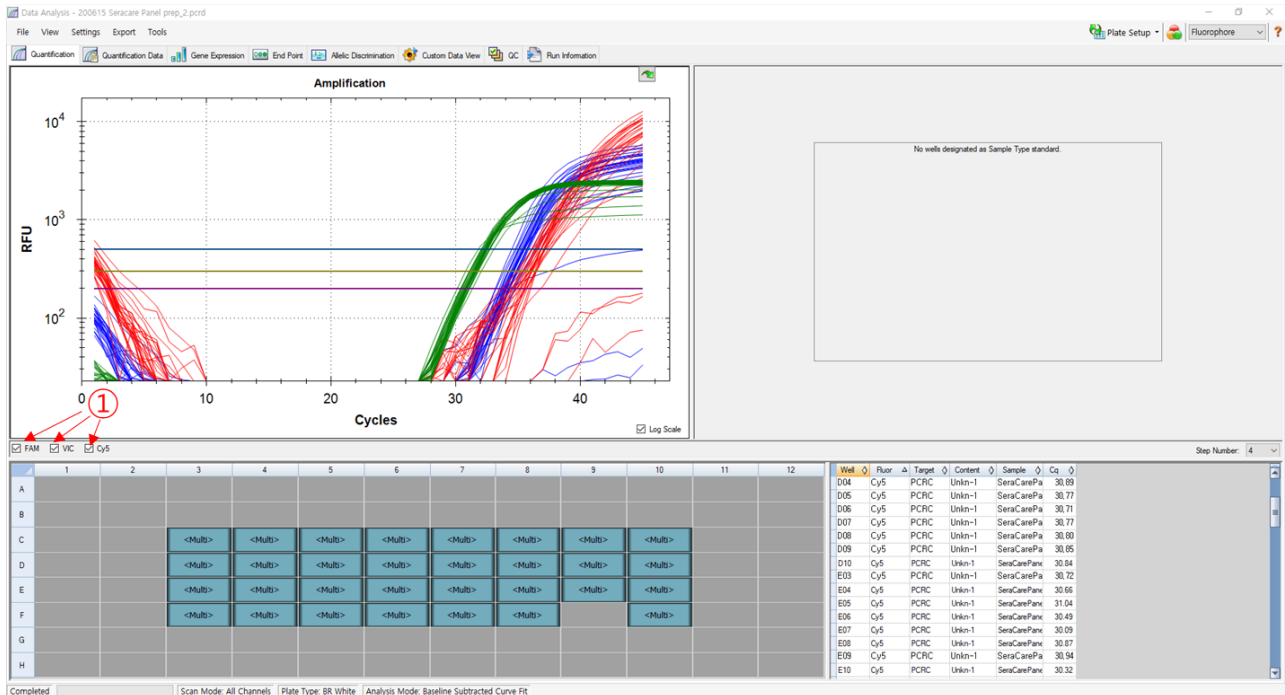 Data Analysis - 200615 Seracare Panel prep_2.pcrd
File View Settings Export Tools
Plate Setup Fluorophore ?
Quantification Quantification Data Gene Expression End Point Allelic Discrimination Custom Data View QC Run Information
Amplification
10^4
10^3
10^2
RFU
0 10 20 30 40
Cycles
Log Scale
No wells designated as Sample Type standard.
①
FAM VIC Cy5
Step Number: 4
1 2 3 4 5 6 7 8 9 10 11 12
A
B
C <Multi> <Multi> <Multi> <Multi> <Multi> <Multi> <Multi> <Multi>
D <Multi> <Multi> <Multi> <Multi> <Multi> <Multi> <Multi> <Multi>
E <Multi> <Multi> <Multi> <Multi> <Multi> <Multi> <Multi> <Multi>
F <Multi> <Multi> <Multi> <Multi> <Multi> <Multi> <Multi>
G
H
Well Fluor Target Content Sample Cq
D04 Cy5 PCRC Unkn-1 SeraCarePa 30,89
D05 Cy5 PCRC Unkn-1 SeraCarePa 30,77
D06 Cy5 PCRC Unkn-1 SeraCarePa 30,71
D07 Cy5 PCRC Unkn-1 SeraCarePa 30,77
D08 Cy5 PCRC Unkn-1 SeraCarePa 30,80
D09 Cy5 PCRC Unkn-1 SeraCarePa 30,85
D10 Cy5 PCRC Unkn-1 SeraCarePane 30.84
E03 Cy5 PCRC Unkn-1 SeraCarePa 30,72
E04 Cy5 PCRC Unkn-1 SeraCarePane 30.66
E05 Cy5 PCRC Unkn-1 SeraCarePane 31.04
E06 Cy5 PCRC Unkn-1 SeraCarePane 30.49
E07 Cy5 PCRC Unkn-1 SeraCarePane 30.09
E08 Cy5 PCRC Unkn-1 SeraCarePane 30.87
E09 Cy5 PCRC Unkn-1 SeraCarePa 30,94
E10 Cy5 PCRC Unkn-1 SeraCarePane 30.32
Completed Scan Mode: All Channels Plate Type: BR White Analysis Mode: Baseline Subtracted Curve Fit